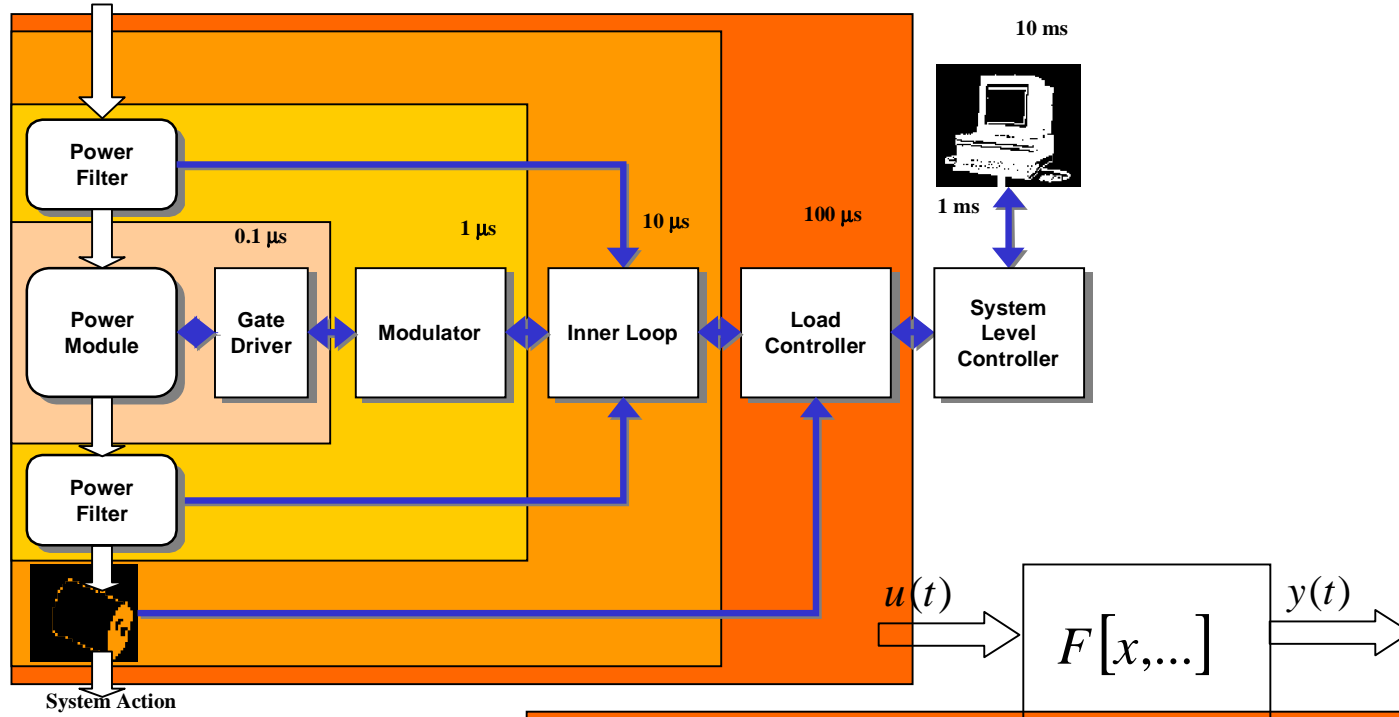 10 ms
Power
Filter
1 ms
100 μs
10 μs
1 μs
0.1 μs
Power
Module
Gate
Driver
Modulator
Inner Loop
Load
Controller
System
Level
Controller
Power
Filter
u(t)
F[x,...]
y(t)
System Action